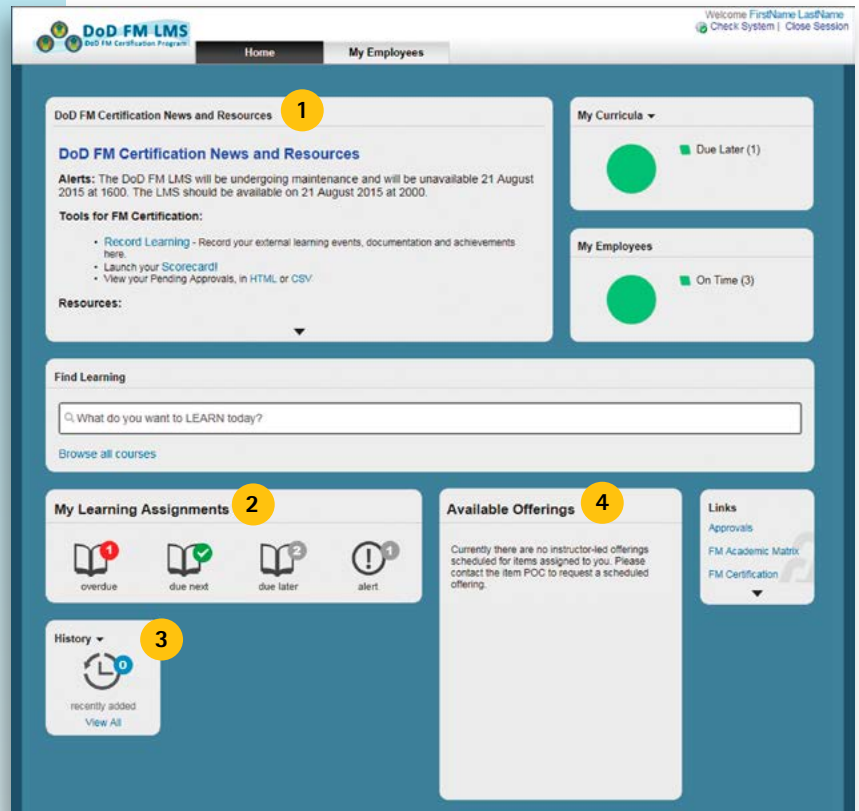 DoD FM LMS
DoD FM Certification Program
Welcome FirstName LastName
Check System | Close Session
Home
My Employees
DoD FM Certification News and Resources
1
DoD FM Certification News and Resources
Alerts: The DoD FM LMS will be undergoing maintenance and will be unavailable 21 August
2015 at 1600. The LMS should be available on 21 August 2015 at 2000.
Tools for FM Certification:
• Record Learning - Record your external learning events, documentation and achievements
here.
• Launch your Scorecard!
• View your Pending Approvals, in HTML or CSV
Resources:
My Curricula
Due Later (1)
My Employees
On Time (3)
Find Learning
What do you want to LEARN today?
Browse all courses
My Learning Assignments
2
1
overdue
due next
2
due later
1
alert
History
3
0
recently added
View All
Available Offerings
4
Currently there are no instructor-led offerings
scheduled for items assigned to you. Please
contact the item POC to request a scheduled
offering.
Links
Approvals
FM Academic Matrix
FM Certification